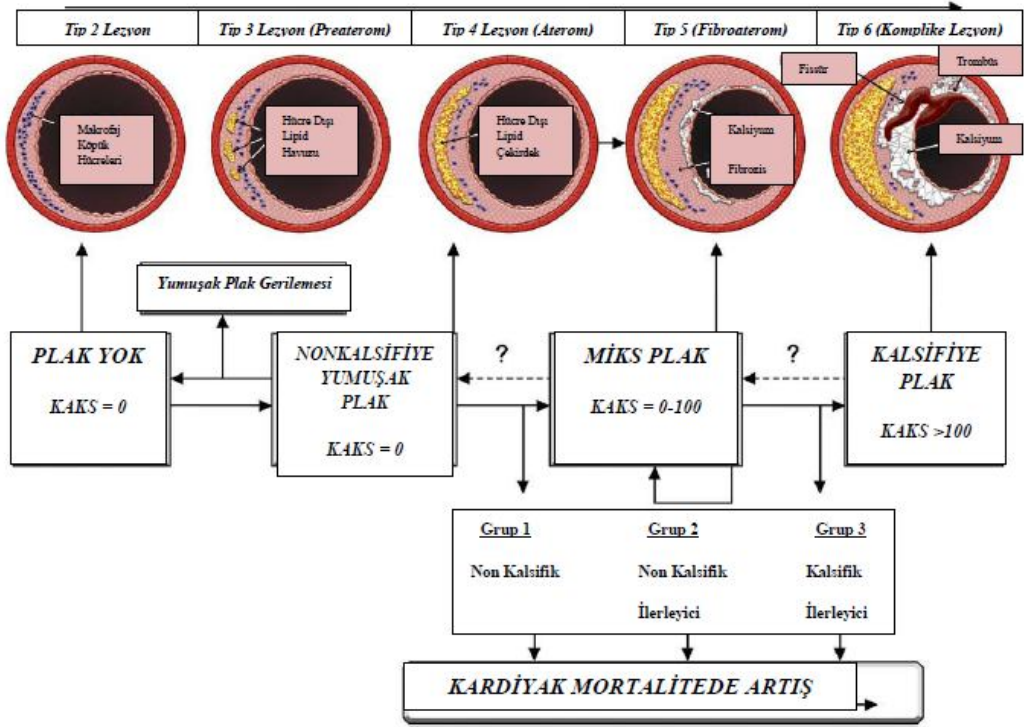 Tip 2 Lezyon
Tip 3 Lezyon (Preaterom)
Tip 4 Lezyon (Aterom)
Tip 5 (Fibroaterom)
Tip 6 (Komplike Lezyon)
Makrofaj
Köpük
Hücreleri
Hücre Dışı
Lipid
Havuzu
Hücre Dışı
Lipid
Çekirdek
Kalsiyum
Fibrozis
Fissür
Trombüs
Kalsiyum
Yumuşak Plak Gerilemesi
PLAK YOK
KAKS = 0
NONKALSİFİYE
YUMUŞAK
PLAK
KAKS = 0
?
MİKS PLAK
KAKS = 0-100
?
KALSİFİYE
PLAK
KAKS >100
Grup 1
Non Kalsifik
Grup 2
Non Kalsifik
İlerleyici
Grup 3
Kalsifik
İlerleyici
KARDİYAK MORTALİTEDE ARTIŞ